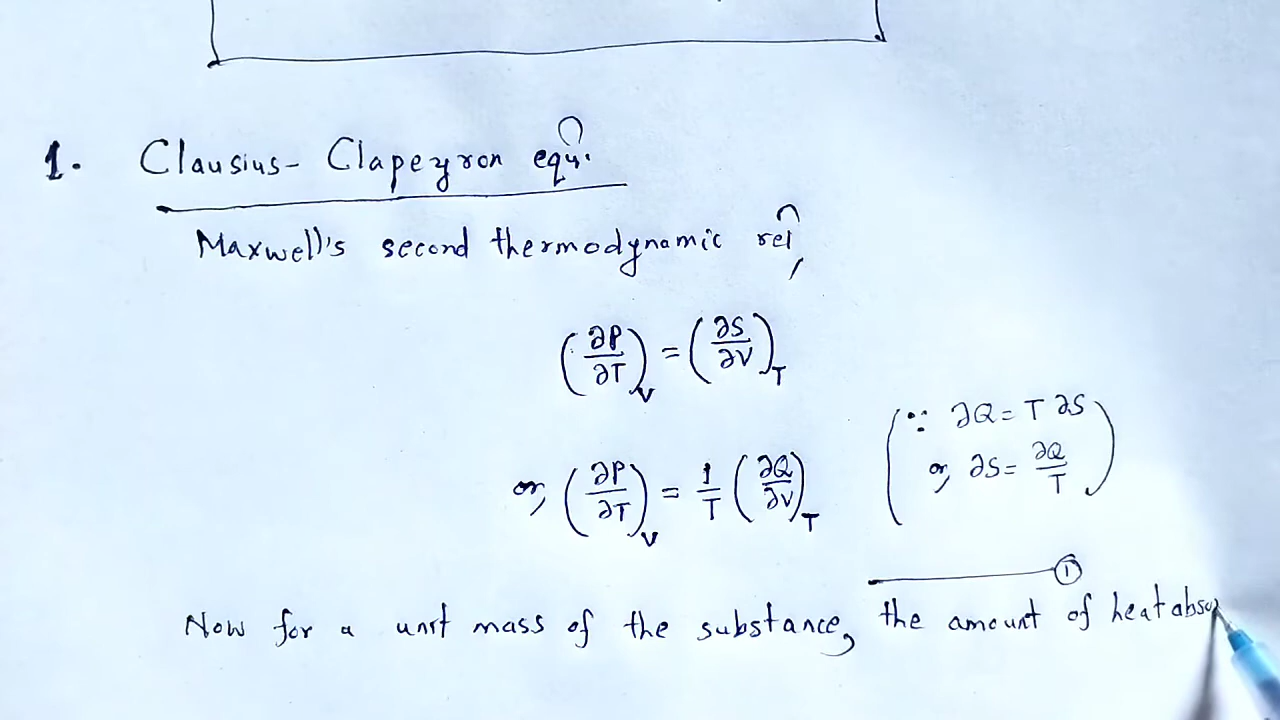 1. Clausius- Clapeyron eqn.
Maxwell's second thermodynamic reln,
(∂P/∂T)_V = (∂S/∂V)_T
(∵ ∂Q = T ∂S
or, ∂S = ∂Q/T)
or, (∂P/∂T)_V = 1/T (∂Q/∂V)_T
①
Now for a unit mass of the substance, the amount of heat abso